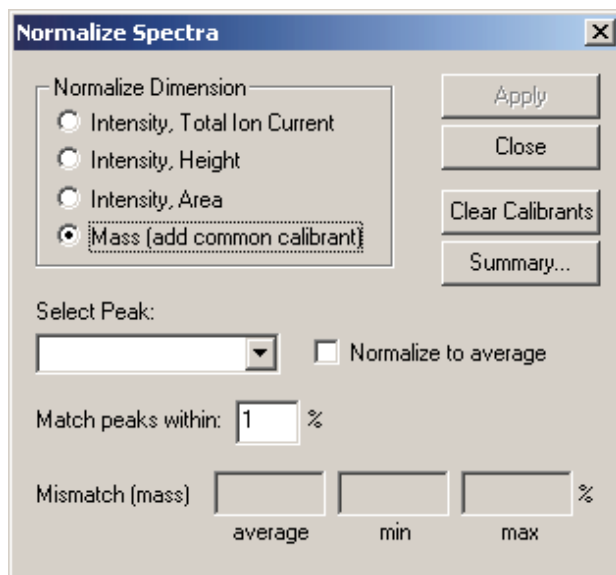 Normalize Spectra
Normalize Dimension
Intensity, Total Ion Current
Intensity, Height
Intensity, Area
Mass (add common calibrant)
Apply
Close
Clear Calibrants
Summary...
Select Peak:
Normalize to average
Match peaks within: 1 %
Mismatch (mass) %
average min max